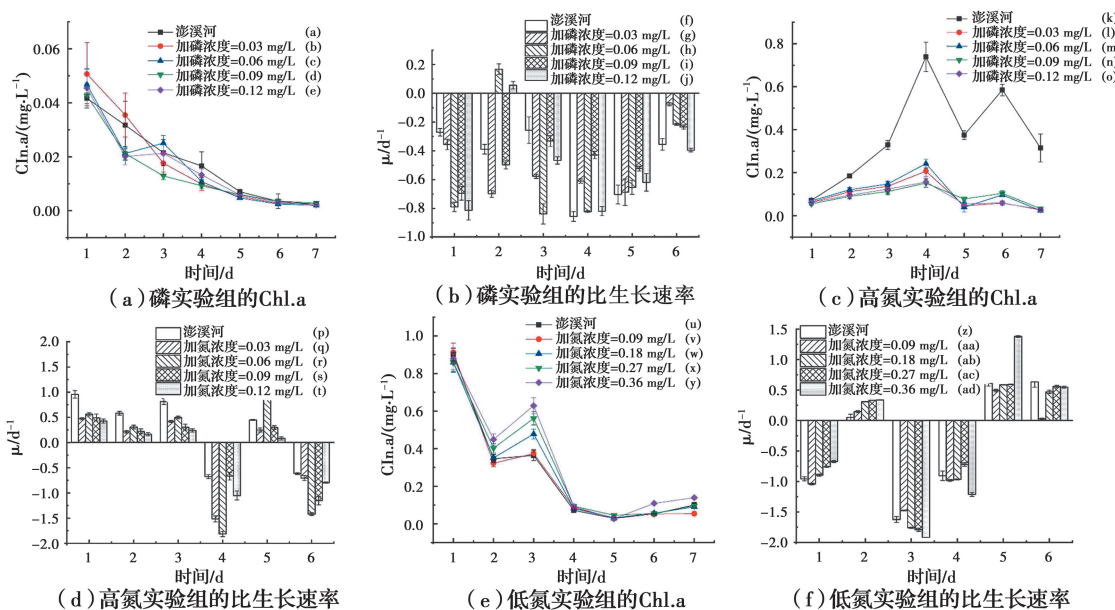 澎溪河 (a)
加磷浓度=0.03 mg/L (b)
加磷浓度=0.06 mg/L (c)
加磷浓度=0.09 mg/L (d)
加磷浓度=0.12 mg/L (e)
CIn.a/(mg·L⁻¹)
0.06
0.04
0.02
0.00
1 2 3 4 5 6 7
时间/d
(a)磷实验组的Chl.a
澎溪河 (f)
加磷浓度=0.03 mg/L (g)
加磷浓度=0.06 mg/L (h)
加磷浓度=0.09 mg/L (i)
加磷浓度=0.12 mg/L (j)
μ/d⁻¹
0.6
0.4
0.2
0.0
-0.2
-0.4
-0.6
-0.8
-1.0
1 2 3 4 5 6
时间/d
(b)磷实验组的比生长速率
澎溪河 (k)
加磷浓度=0.03 mg/L (l)
加磷浓度=0.06 mg/L (m)
加磷浓度=0.09 mg/L (n)
加磷浓度=0.12 mg/L (o)
CIn.a/(mg·L⁻¹)
0.8
0.6
0.4
0.2
0.0
1 2 3 4 5 6 7
时间/d
(c)高氮实验组的Chl.a
澎溪河 (p)
加氮浓度=0.03 mg/L (q)
加氮浓度=0.06 mg/L (r)
加氮浓度=0.09 mg/L (s)
加氮浓度=0.12 mg/L (t)
μ/d⁻¹
2.0
1.5
1.0
0.5
0.0
-0.5
-1.0
-1.5
-2.0
1 2 3 4 5 6
时间/d
(d)高氮实验组的比生长速率
澎溪河 (u)
加氮浓度=0.09 mg/L (v)
加氮浓度=0.18 mg/L (w)
加氮浓度=0.27 mg/L (x)
加氮浓度=0.36 mg/L (y)
CIn.a/(mg·L⁻¹)
1.0
0.8
0.6
0.4
0.2
0.0
1 2 3 4 5 6 7
时间/d
(e)低氮实验组的Chl.a
澎溪河 (z)
加氮浓度=0.09 mg/L (aa)
加氮浓度=0.18 mg/L (ab)
加氮浓度=0.27 mg/L (ac)
加氮浓度=0.36 mg/L (ad)
μ/d⁻¹
1.5
1.0
0.5
0.0
-0.5
-1.0
-1.5
-2.0
1 2 3 4 5 6
时间/d
(f)低氮实验组的比生长速率